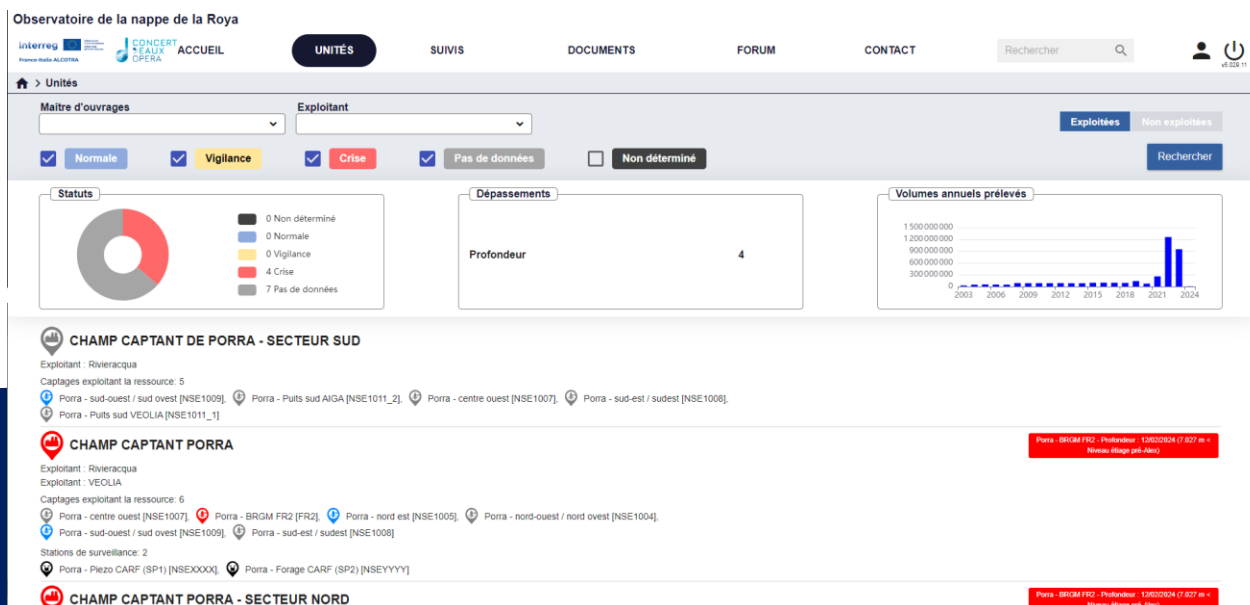 Observatoire de la nappe de la Roya
interreg
France-Italia ALCOTRA
CONCERT
EAUX
OPERA
ACCUEIL UNITÉS SUIVIS DOCUMENTS FORUM CONTACT Rechercher
v5.029.11
> Unités
Maître d'ouvrages Exploitant
Exploitées Non exploitées
Normale Vigilance Crise Pas de données Non déterminé Rechercher
Statuts
0 Non déterminé
0 Normale
0 Vigilance
4 Crise
7 Pas de données
Dépassements
Profondeur 4
Volumes annuels prélevés
1 500 000 000
1 200 000 000
900 000 000
600 000 000
300 000 000
0
2003 2006 2009 2012 2015 2018 2021 2024
CHAMP CAPTANT DE PORRA - SECTEUR SUD
Exploitant : Rivieracqua
Captages exploitant la ressource: 5
Porra - sud-ouest / sud ovest [NSE1009], Porra - Puits sud AIGA [NSE1011_2], Porra - centre ouest [NSE1007], Porra - sud-est / sudest [NSE1008],
Porra - Puits sud VEOLIA [NSE1011_1]
CHAMP CAPTANT PORRA
Porra - BRGM FR2 - Profondeur : 12/02/2024 (7.027 m <
Niveau étiage pré-Alex)
Exploitant : Rivieracqua
Exploitant : VEOLIA
Captages exploitant la ressource: 6
Porra - centre ouest [NSE1007], Porra - BRGM FR2 [FR2], Porra - nord est [NSE1005], Porra - nord-ouest / nord ovest [NSE1004],
Porra - sud-ouest / sud ovest [NSE1009], Porra - sud-est / sudest [NSE1008]
Stations de surveillance: 2
Porra - Piezo CARF (SP1) [NSEXXXX], Porra - Forage CARF (SP2) [NSEYYYY]
CHAMP CAPTANT PORRA - SECTEUR NORD
Porra - BRGM FR2 - Profondeur : 12/02/2024 (7.027 m <
Niveau étiage pré-Alex)